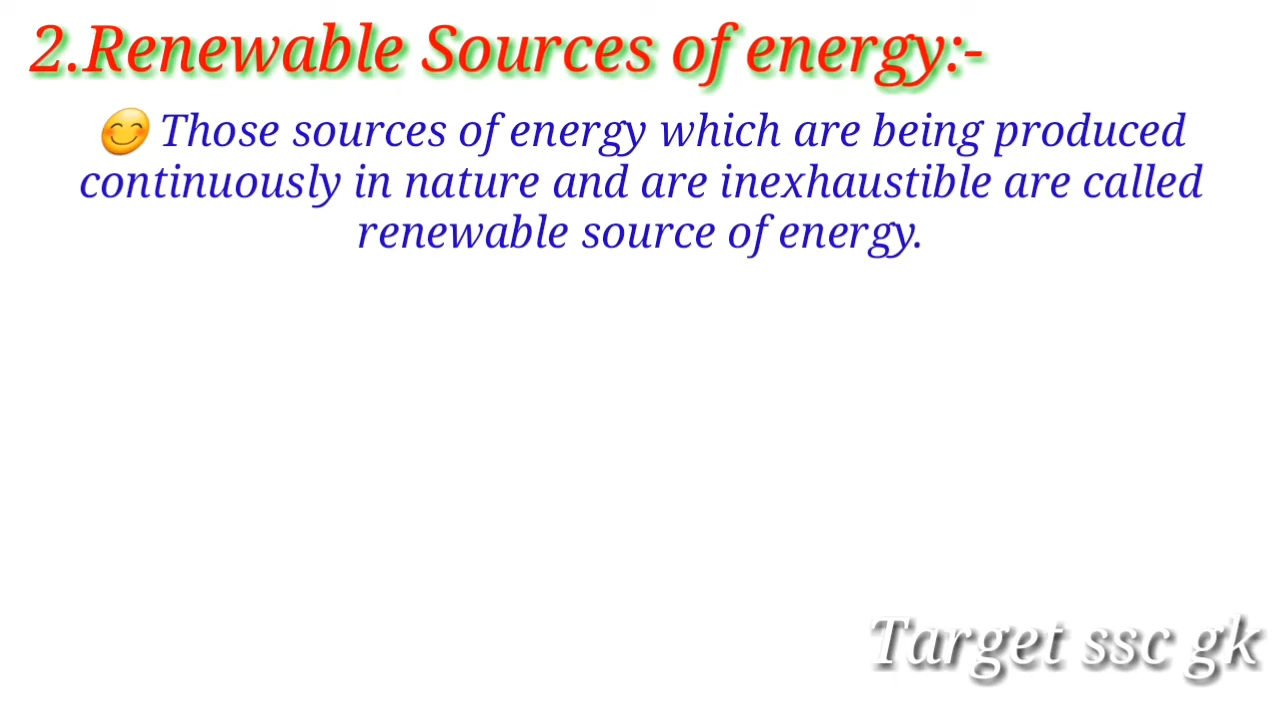 2.Renewable Sources of energy:-
😊 Those sources of energy which are being produced
continuously in nature and are inexhaustible are called
renewable source of energy.
Target ssc gk